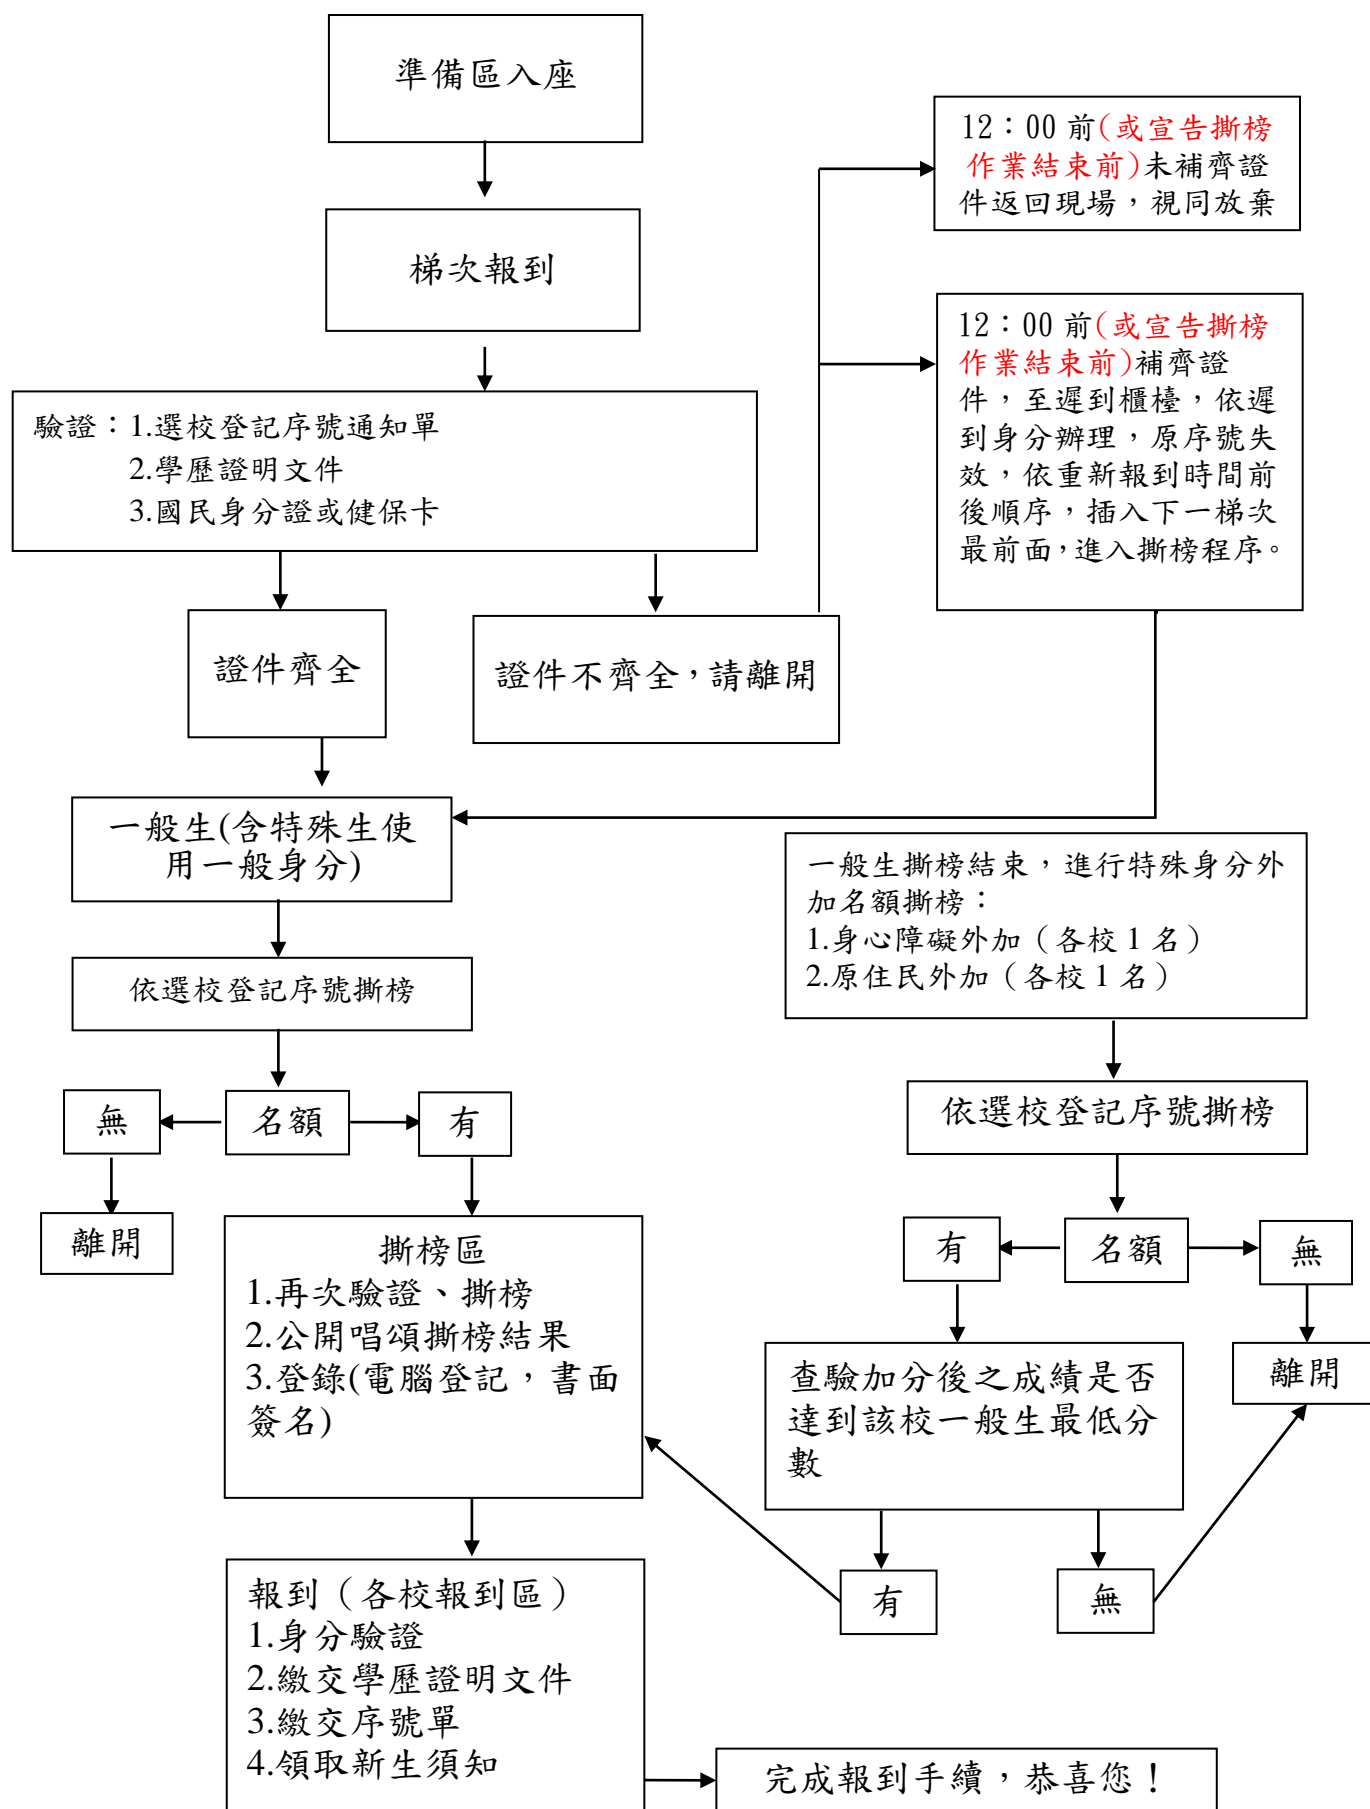 準備區入座
12：00 前(或宣告撕榜
作業結束前)未補齊證
件返回現場，視同放棄
梯次報到
12：00 前(或宣告撕榜
作業結束前)補齊證
件，至遲到櫃檯，依遲
到身分辦理，原序號失
效，依重新報到時間前
後順序，插入下一梯次
最前面，進入撕榜程序。
驗證：1.選校登記序號通知單
2.學歷證明文件
3.國民身分證或健保卡
證件齊全
證件不齊全，請離開
一般生(含特殊生使
用一般身分)
依選校登記序號撕榜
無
名額
有
離開
撕榜區
1.再次驗證、撕榜
2.公開唱頌撕榜結果
3.登錄(電腦登記，書面
簽名)
一般生撕榜結束，進行特殊身分外
加名額撕榜：
1.身心障礙外加（各校 1 名）
2.原住民外加（各校 1 名）
依選校登記序號撕榜
有
名額
無
離開
查驗加分後之成績是否
達到該校一般生最低分
數
有
無
報到（各校報到區）
1.身分驗證
2.繳交學歷證明文件
3.繳交序號單
4.領取新生須知
完成報到手續，恭喜您！